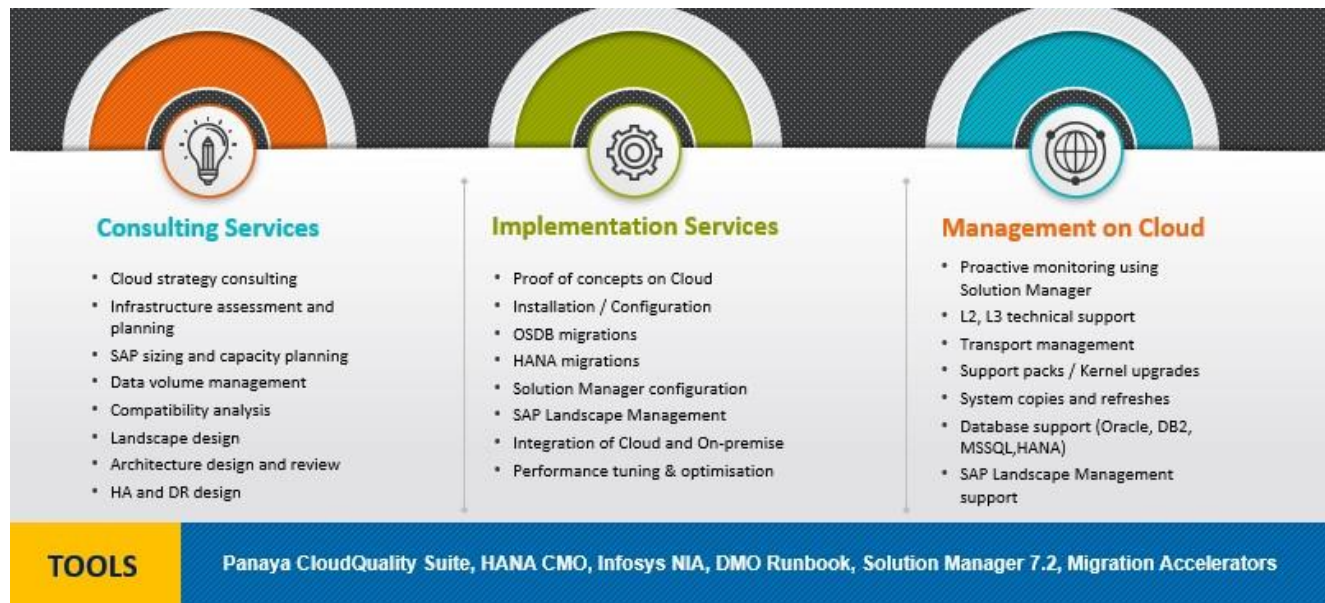 Consulting Services
• Cloud strategy consulting
• Infrastructure assessment and
planning
• SAP sizing and capacity planning
• Data volume management
• Compatibility analysis
• Landscape design
• Architecture design and review
• HA and DR design
Implementation Services
• Proof of concepts on Cloud
• Installation / Configuration
• OSDB migrations
• HANA migrations
• Solution Manager configuration
• SAP Landscape Management
• Integration of Cloud and On-premise
• Performance tuning & optimisation
Management on Cloud
• Proactive monitoring using
Solution Manager
• L2, L3 technical support
• Transport management
• Support packs / Kernel upgrades
• System copies and refreshes
• Database support (Oracle, DB2,
MSSQL,HANA)
• SAP Landscape Management
support
TOOLS
Panaya CloudQuality Suite, HANA CMO, Infosys NIA, DMO Runbook, Solution Manager 7.2, Migration Accelerators